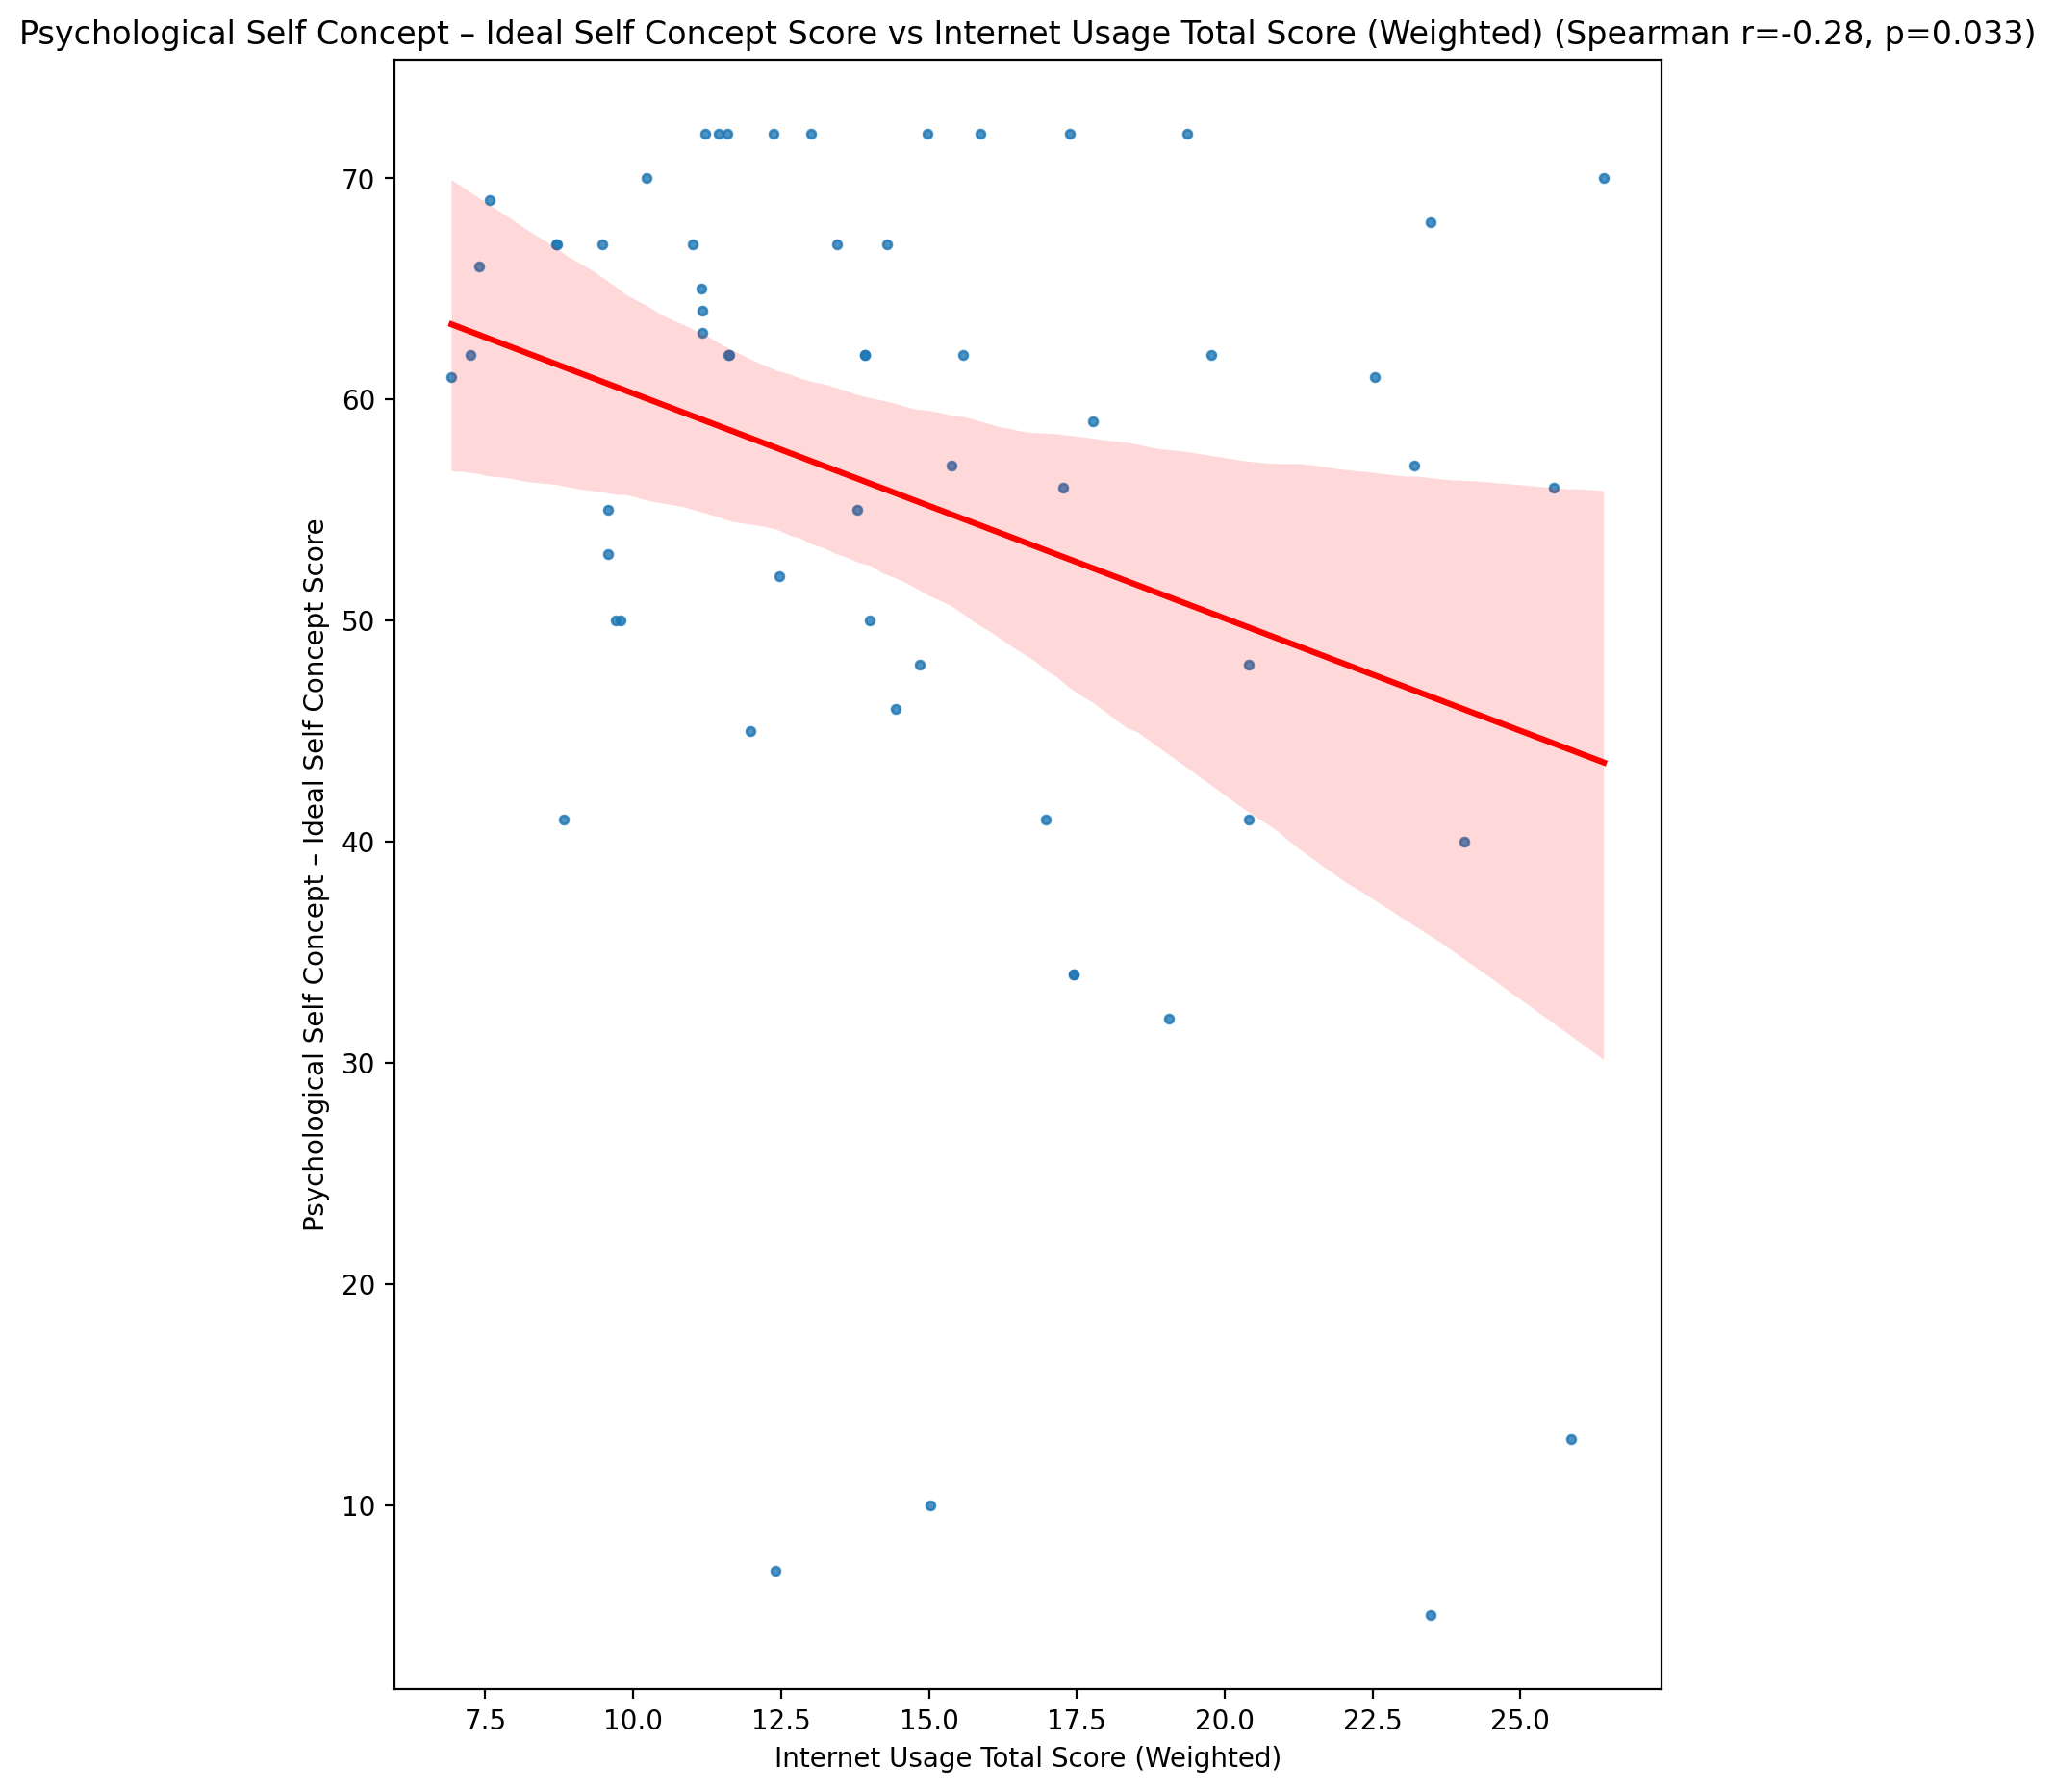 Psychological Self Concept – Ideal Self Concept Score vs Internet Usage Total Score (Weighted) (Spearman r=-0.28, p=0.033)
Psychological Self Concept – Ideal Self Concept Score
70
60
50
40
30
20
10
7.5 10.0 12.5 15.0 17.5 20.0 22.5 25.0
Internet Usage Total Score (Weighted)